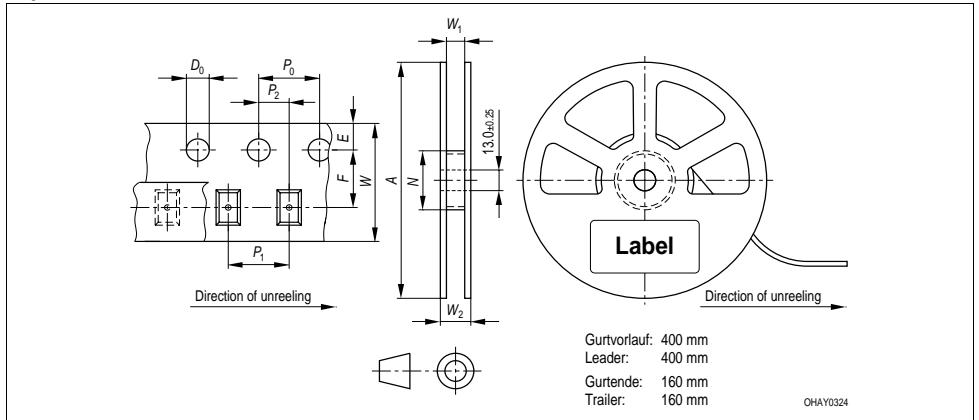 W1
D0
P0
P2
E
F
W
A
N
13.0±0.25
Label
P1
Direction of unreeling
W2
Direction of unreeling
Gurtvorlauf: 400 mm
Leader: 400 mm
Gurtende: 160 mm
Trailer: 160 mm
OHAY0324